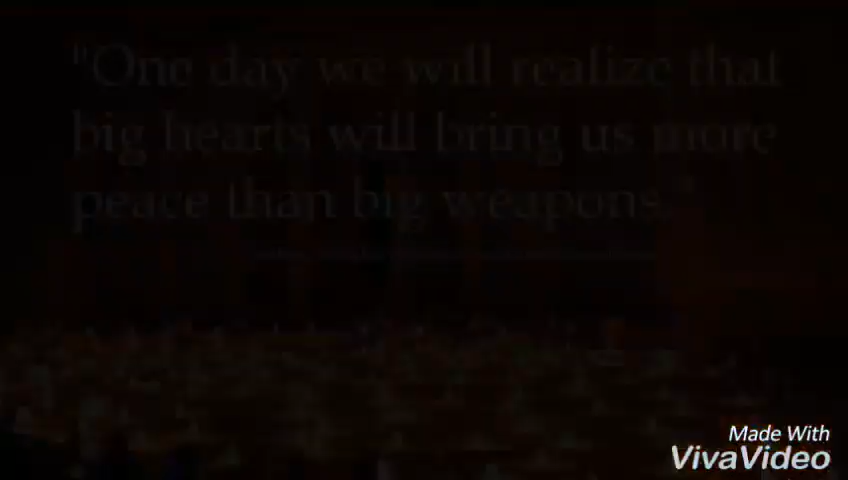 "One day we will realize that
big hearts will bring us more
peace than big weapons."
Made With
VivaVideo